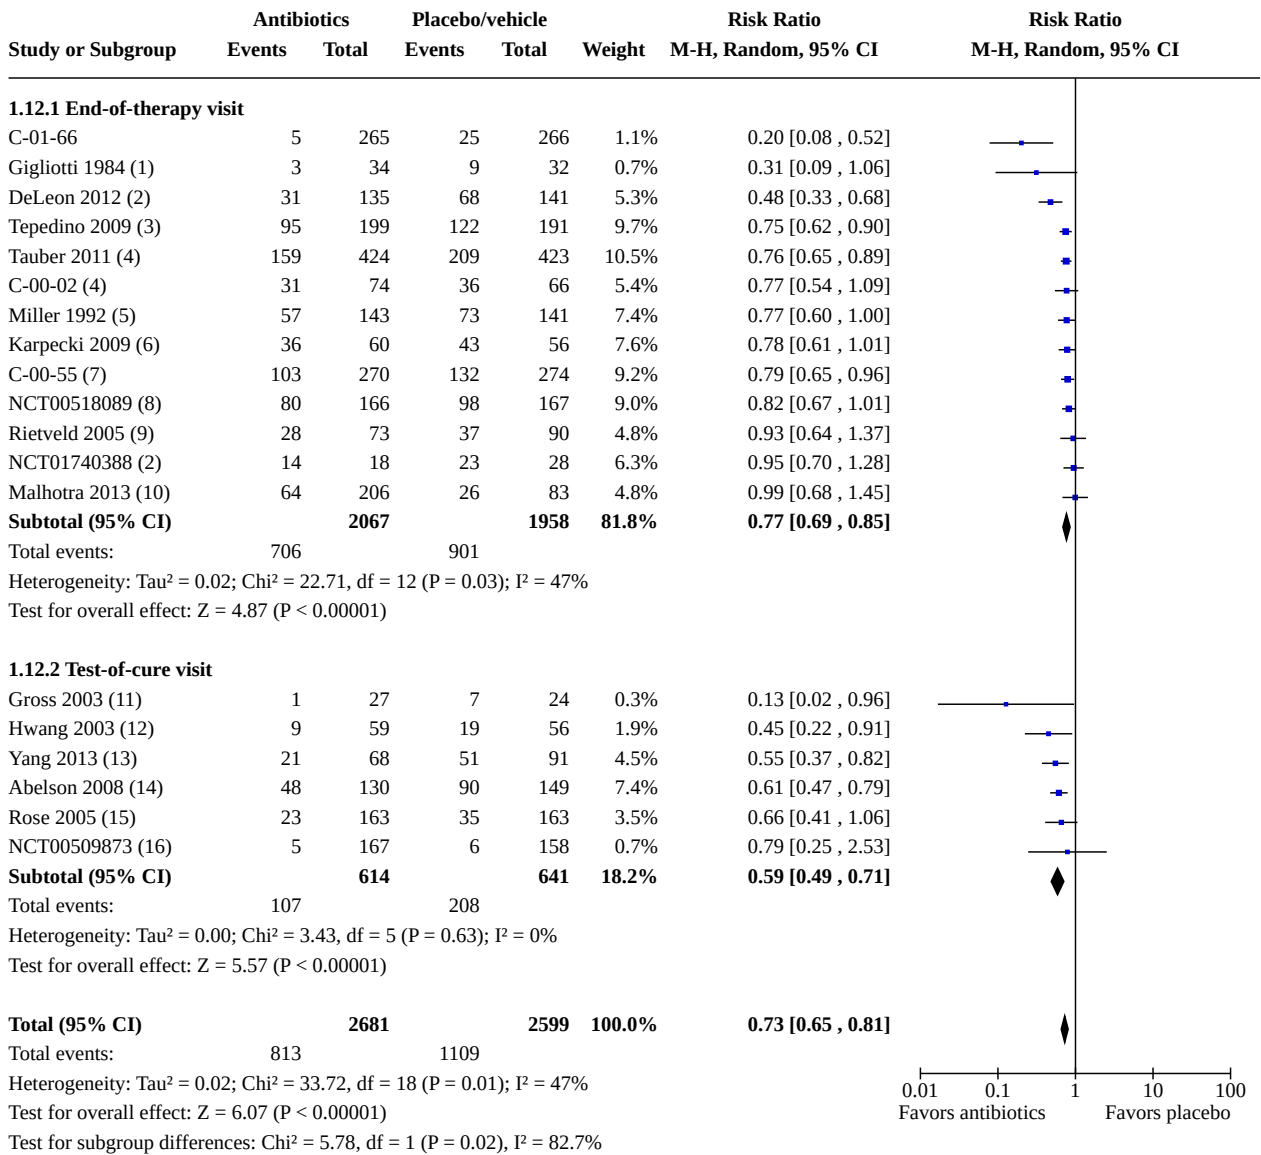 Antibiotics Placebo/vehicle Risk Ratio Risk Ratio
Study or Subgroup Events Total Events Total Weight M-H, Random, 95% CI M-H, Random, 95% CI
1.12.1 End-of-therapy visit
C-01-66 5 265 25 266 1.1% 0.20 [0.08 , 0.52]
Gigliotti 1984 (1) 3 34 9 32 0.7% 0.31 [0.09 , 1.06]
DeLeon 2012 (2) 31 135 68 141 5.3% 0.48 [0.33 , 0.68]
Tepedino 2009 (3) 95 199 122 191 9.7% 0.75 [0.62 , 0.90]
Tauber 2011 (4) 159 424 209 423 10.5% 0.76 [0.65 , 0.89]
C-00-02 (4) 31 74 36 66 5.4% 0.77 [0.54 , 1.09]
Miller 1992 (5) 57 143 73 141 7.4% 0.77 [0.60 , 1.00]
Karpecki 2009 (6) 36 60 43 56 7.6% 0.78 [0.61 , 1.01]
C-00-55 (7) 103 270 132 274 9.2% 0.79 [0.65 , 0.96]
NCT00518089 (8) 80 166 98 167 9.0% 0.82 [0.67 , 1.01]
Rietveld 2005 (9) 28 73 37 90 4.8% 0.93 [0.64 , 1.37]
NCT01740388 (2) 14 18 23 28 6.3% 0.95 [0.70 , 1.28]
Malhotra 2013 (10) 64 206 26 83 4.8% 0.99 [0.68 , 1.45]
Subtotal (95% CI) 2067 1958 81.8% 0.77 [0.69 , 0.85]
Total events: 706 901
Heterogeneity: Tau² = 0.02; Chi² = 22.71, df = 12 (P = 0.03); I² = 47%
Test for overall effect: Z = 4.87 (P < 0.00001)
1.12.2 Test-of-cure visit
Gross 2003 (11) 1 27 7 24 0.3% 0.13 [0.02 , 0.96]
Hwang 2003 (12) 9 59 19 56 1.9% 0.45 [0.22 , 0.91]
Yang 2013 (13) 21 68 51 91 4.5% 0.55 [0.37 , 0.82]
Abelson 2008 (14) 48 130 90 149 7.4% 0.61 [0.47 , 0.79]
Rose 2005 (15) 23 163 35 163 3.5% 0.66 [0.41 , 1.06]
NCT00509873 (16) 5 167 6 158 0.7% 0.79 [0.25 , 2.53]
Subtotal (95% CI) 614 641 18.2% 0.59 [0.49 , 0.71]
Total events: 107 208
Heterogeneity: Tau² = 0.00; Chi² = 3.43, df = 5 (P = 0.63); I² = 0%
Test for overall effect: Z = 5.57 (P < 0.00001)
Total (95% CI) 2681 2599 100.0% 0.73 [0.65 , 0.81]
Total events: 813 1109
Heterogeneity: Tau² = 0.02; Chi² = 33.72, df = 18 (P = 0.01); I² = 47%
Test for overall effect: Z = 6.07 (P < 0.00001)
Test for subgroup differences: Chi² = 5.78, df = 1 (P = 0.02), I² = 82.7%
0.01 0.1 1 10 100
Favors antibiotics Favors placebo